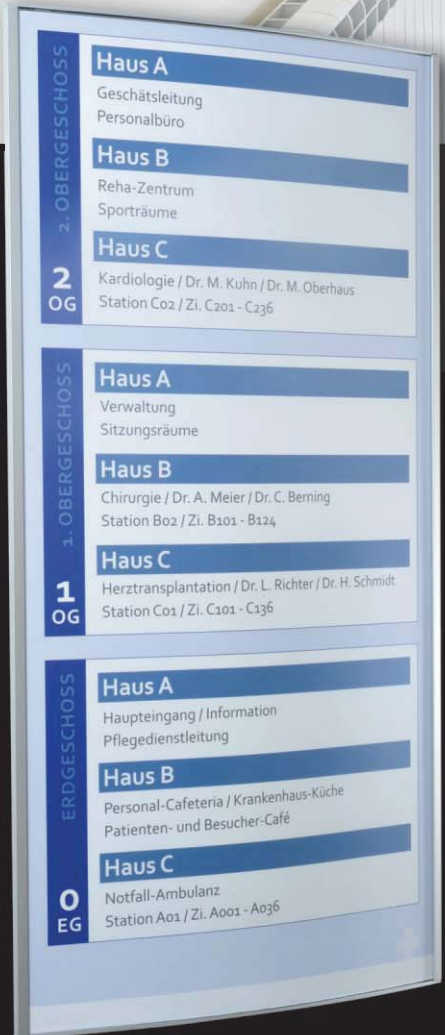 2. OBERGESCHOSS
2
OG
Haus A
Geschätsleitung
Personalbüro
Haus B
Reha-Zentrum
Sporträume
Haus C
Kardiologie / Dr. M. Kuhn / Dr. M. Oberhaus
Station C02 / Zi. C201 - C236
1. OBERGESCHOSS
1
OG
Haus A
Verwaltung
Sitzungsräume
Haus B
Chirurgie / Dr. A. Meier / Dr. C. Berning
Station B02 / Zi. B101 - B124
Haus C
Herztransplantation / Dr. L. Richter / Dr. H. Schmidt
Station C01 / Zi. C101 - C136
ERDGESCHOSS
0
EG
Haus A
Haupteingang / Information
Pflegedienstleitung
Haus B
Personal-Cafeteria / Krankenhaus-Küche
Patienten- und Besucher-Café
Haus C
Notfall-Ambulanz
Station A01 / Zi. A001 - A036